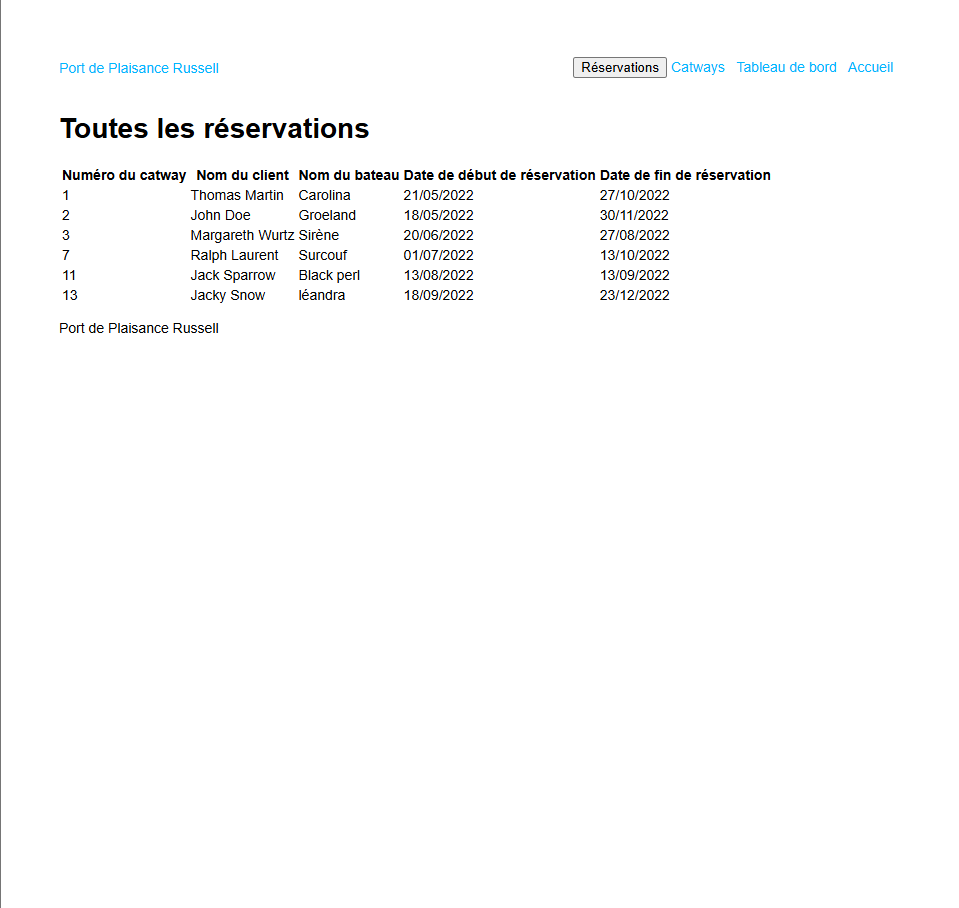 Port de Plaisance Russell Réservations Catways Tableau de bord Accueil
Toutes les réservations
Numéro du catway Nom du client Nom du bateau Date de début de réservation Date de fin de réservation
1 Thomas Martin Carolina 21/05/2022 27/10/2022
2 John Doe Groeland 18/05/2022 30/11/2022
3 Margareth Wurtz Sirène 20/06/2022 27/08/2022
7 Ralph Laurent Surcouf 01/07/2022 13/10/2022
11 Jack Sparrow Black perl 13/08/2022 13/09/2022
13 Jacky Snow léandra 18/09/2022 23/12/2022
Port de Plaisance Russell